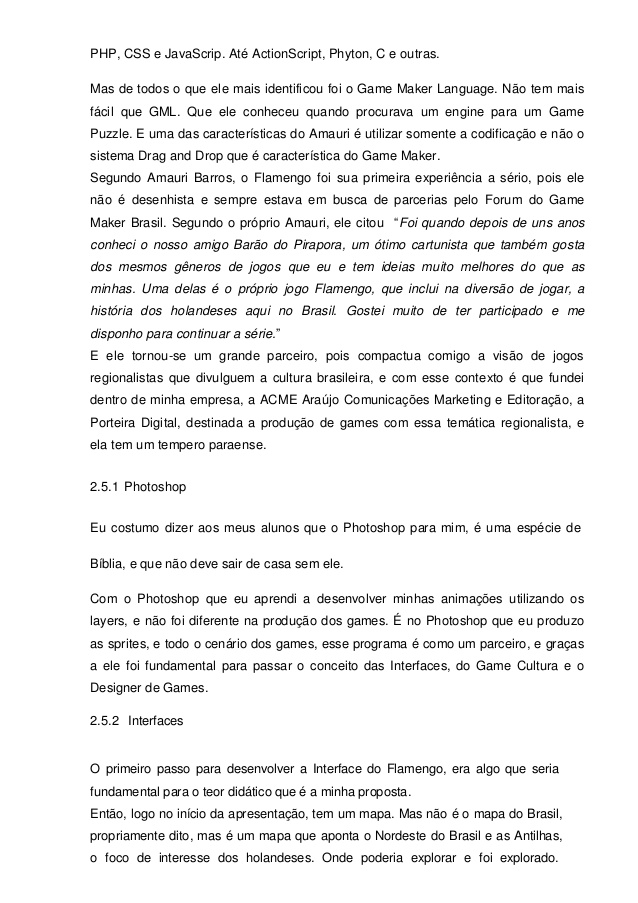 PHP, CSS e JavaScrip. Até ActionScript, Phyton, C e outras.
Mas de todos o que ele mais identificou foi o Game Maker Language. Não tem mais
fácil que GML. Que ele conheceu quando procurava um engine para um Game
Puzzle. E uma das características do Amauri é utilizar somente a codificação e não o
sistema Drag and Drop que é característica do Game Maker.
Segundo Amauri Barros, o Flamengo foi sua primeira experiência a sério, pois ele
não é desenhista e sempre estava em busca de parcerias pelo Forum do Game
Maker Brasil. Segundo o próprio Amauri, ele citou “Foi quando depois de uns anos
conheci o nosso amigo Barão do Pirapora, um ótimo cartunista que também gosta
dos mesmos gêneros de jogos que eu e tem ideias muito melhores do que as
minhas. Uma delas é o próprio jogo Flamengo, que inclui na diversão de jogar, a
história dos holandeses aqui no Brasil. Gostei muito de ter participado e me
disponho para continuar a série.”
E ele tornou-se um grande parceiro, pois compactua comigo a visão de jogos
regionalistas que divulguem a cultura brasileira, e com esse contexto é que fundei
dentro de minha empresa, a ACME Araújo Comunicações Marketing e Editoração, a
Porteira Digital, destinada a produção de games com essa temática regionalista, e
ela tem um tempero paraense.
2.5.1 Photoshop
Eu costumo dizer aos meus alunos que o Photoshop para mim, é uma espécie de
Bíblia, e que não deve sair de casa sem ele.
Com o Photoshop que eu aprendi a desenvolver minhas animações utilizando os
layers, e não foi diferente na produção dos games. É no Photoshop que eu produzo
as sprites, e todo o cenário dos games, esse programa é como um parceiro, e graças
a ele foi fundamental para passar o conceito das Interfaces, do Game Cultura e o
Designer de Games.
2.5.2 Interfaces
O primeiro passo para desenvolver a Interface do Flamengo, era algo que seria
fundamental para o teor didático que é a minha proposta.
Então, logo no início da apresentação, tem um mapa. Mas não é o mapa do Brasil,
propriamente dito, mas é um mapa que aponta o Nordeste do Brasil e as Antilhas,
o foco de interesse dos holandeses. Onde poderia explorar e foi explorado.